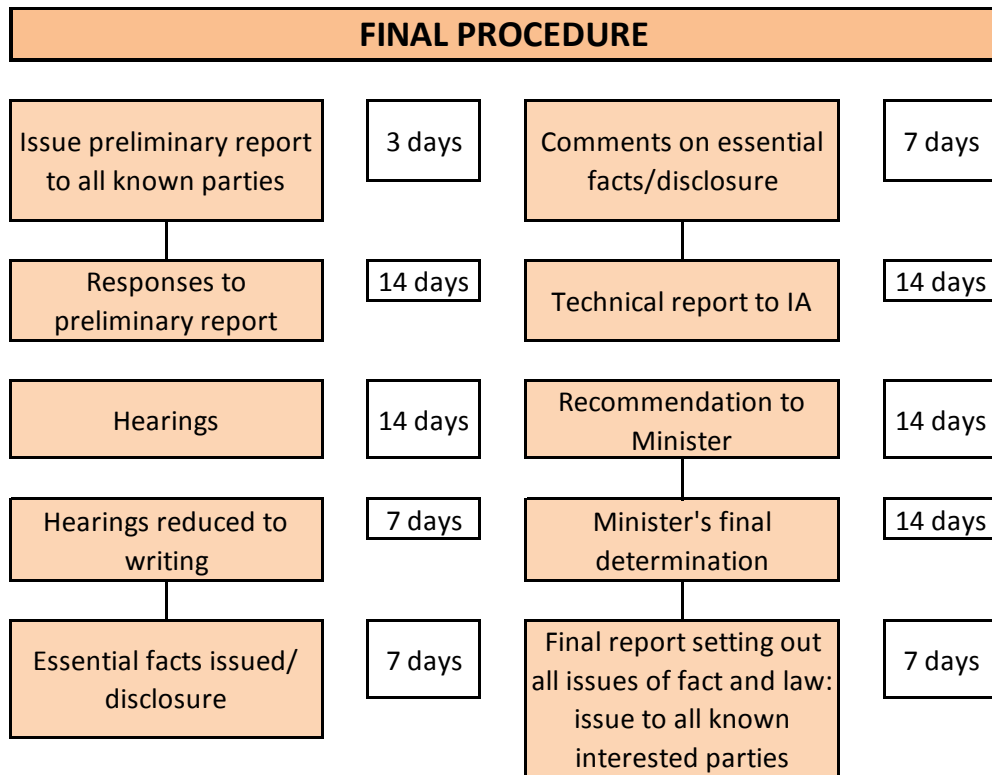 FINAL PROCEDURE
Issue preliminary report
to all known parties
3 days
Responses to
preliminary report
14 days
Hearings
14 days
Hearings reduced to
writing
7 days
Essential facts issued/
disclosure
7 days
Comments on essential
facts/disclosure
7 days
Technical report to IA
14 days
Recommendation to
Minister
14 days
Minister's final
determination
14 days
Final report setting out
all issues of fact and law:
issue to all known
interested parties
7 days